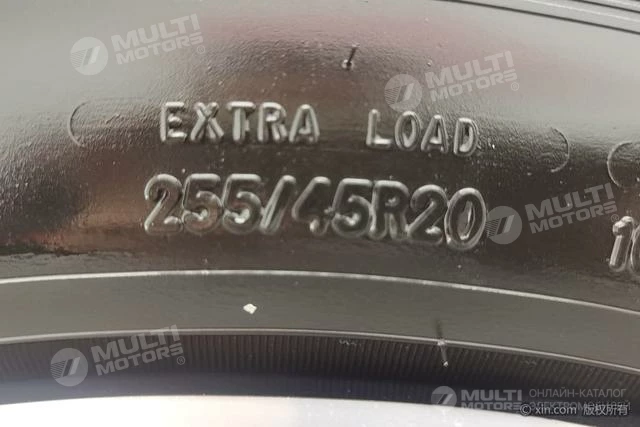 MULTI
MOTORS®
MULTI
MOTORS®
EXTRA LOAD
255/45R20
MULTI
MOTORS®
MULTI
MOTORS®
MULTI
MOTORS
ОНЛАЙН-КАТАЛОГ
© xin.com 版权所有